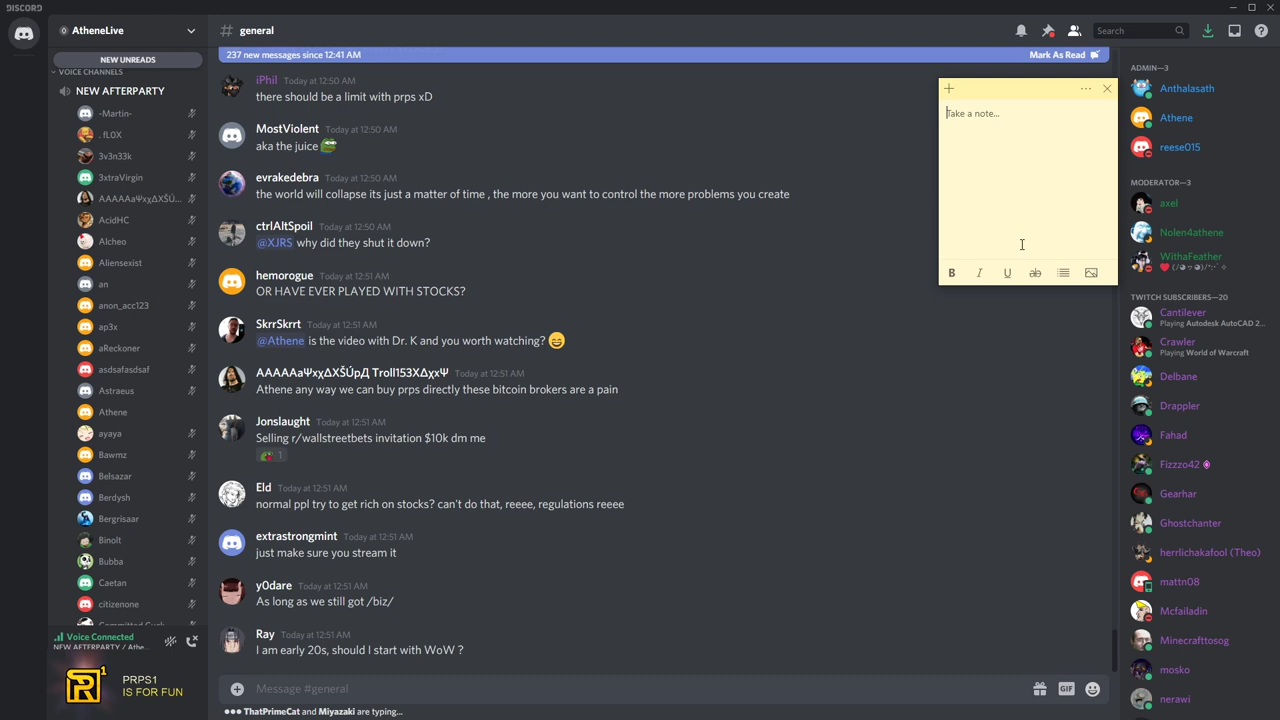 DISCORD
AtheneLive
# general
Search
NEW UNREADS
VOICE CHANNELS
NEW AFTERPARTY
-Martin-
. fL0X
3v3n33k
3xtraVirgin
AAAAAaΨxχΔXŠÚ...
AcidHC
Alcheo
Aliensexist
an
anon_acc123
ap3x
aReckoner
asdsafasdsaf
Astraeus
Athene
ayaya
Bawmz
Belsazar
Berdysh
Bergrisaar
Binolt
Bubba
Caetan
citizenone
Voice Connected
NEW AFTERPARTY / Athe...
R1
PRPS1
IS FOR FUN
237 new messages since 12:41 AM
Mark As Read
iPhil Today at 12:50 AM
there should be a limit with prps xD
MostViolent Today at 12:50 AM
aka the juice
evrakedebra Today at 12:50 AM
the world will collapse its just a matter of time , the more you want to control the more problems you create
ctrlAltSpoil Today at 12:50 AM
@XJRS why did they shut it down?
hemorogue Today at 12:51 AM
OR HAVE EVER PLAYED WITH STOCKS?
SkrrSkrrt Today at 12:51 AM
@Athene is the video with Dr. K and you worth watching?
AAAAAaΨxχΔXŠÚpД Troll153XΔχxΨ Today at 12:51 AM
Athene any way we can buy prps directly these bitcoin brokers are a pain
Jonslaught Today at 12:51 AM
Selling r/wallstreetbets invitation $10k dm me
1
Eld Today at 12:51 AM
normal ppl try to get rich on stocks? can't do that, reeee, regulations reeee
extrastrongmint Today at 12:51 AM
just make sure you stream it
y0dare Today at 12:51 AM
As long as we still got /biz/
Ray Today at 12:51 AM
I am early 20s, should I start with WoW ?
Message #general
GIF
ThatPrimeCat and Miyazaki are typing...
Take a note...
B I U ab
ADMIN—3
Anthalasath
Athene
reese015
MODERATOR—3
axel
Nolen4athene
WithaFeather
TWITCH SUBSCRIBERS—20
Cantilever
Playing Autodesk AutoCAD 2...
Crawler
Playing World of Warcraft
Delbane
Drappler
Fahad
Fizzzo42
Gearhar
Ghostchanter
herrlichakafool (Theo)
mattn08
Mcfailadin
Minecrafttosog
mosko
nerawi